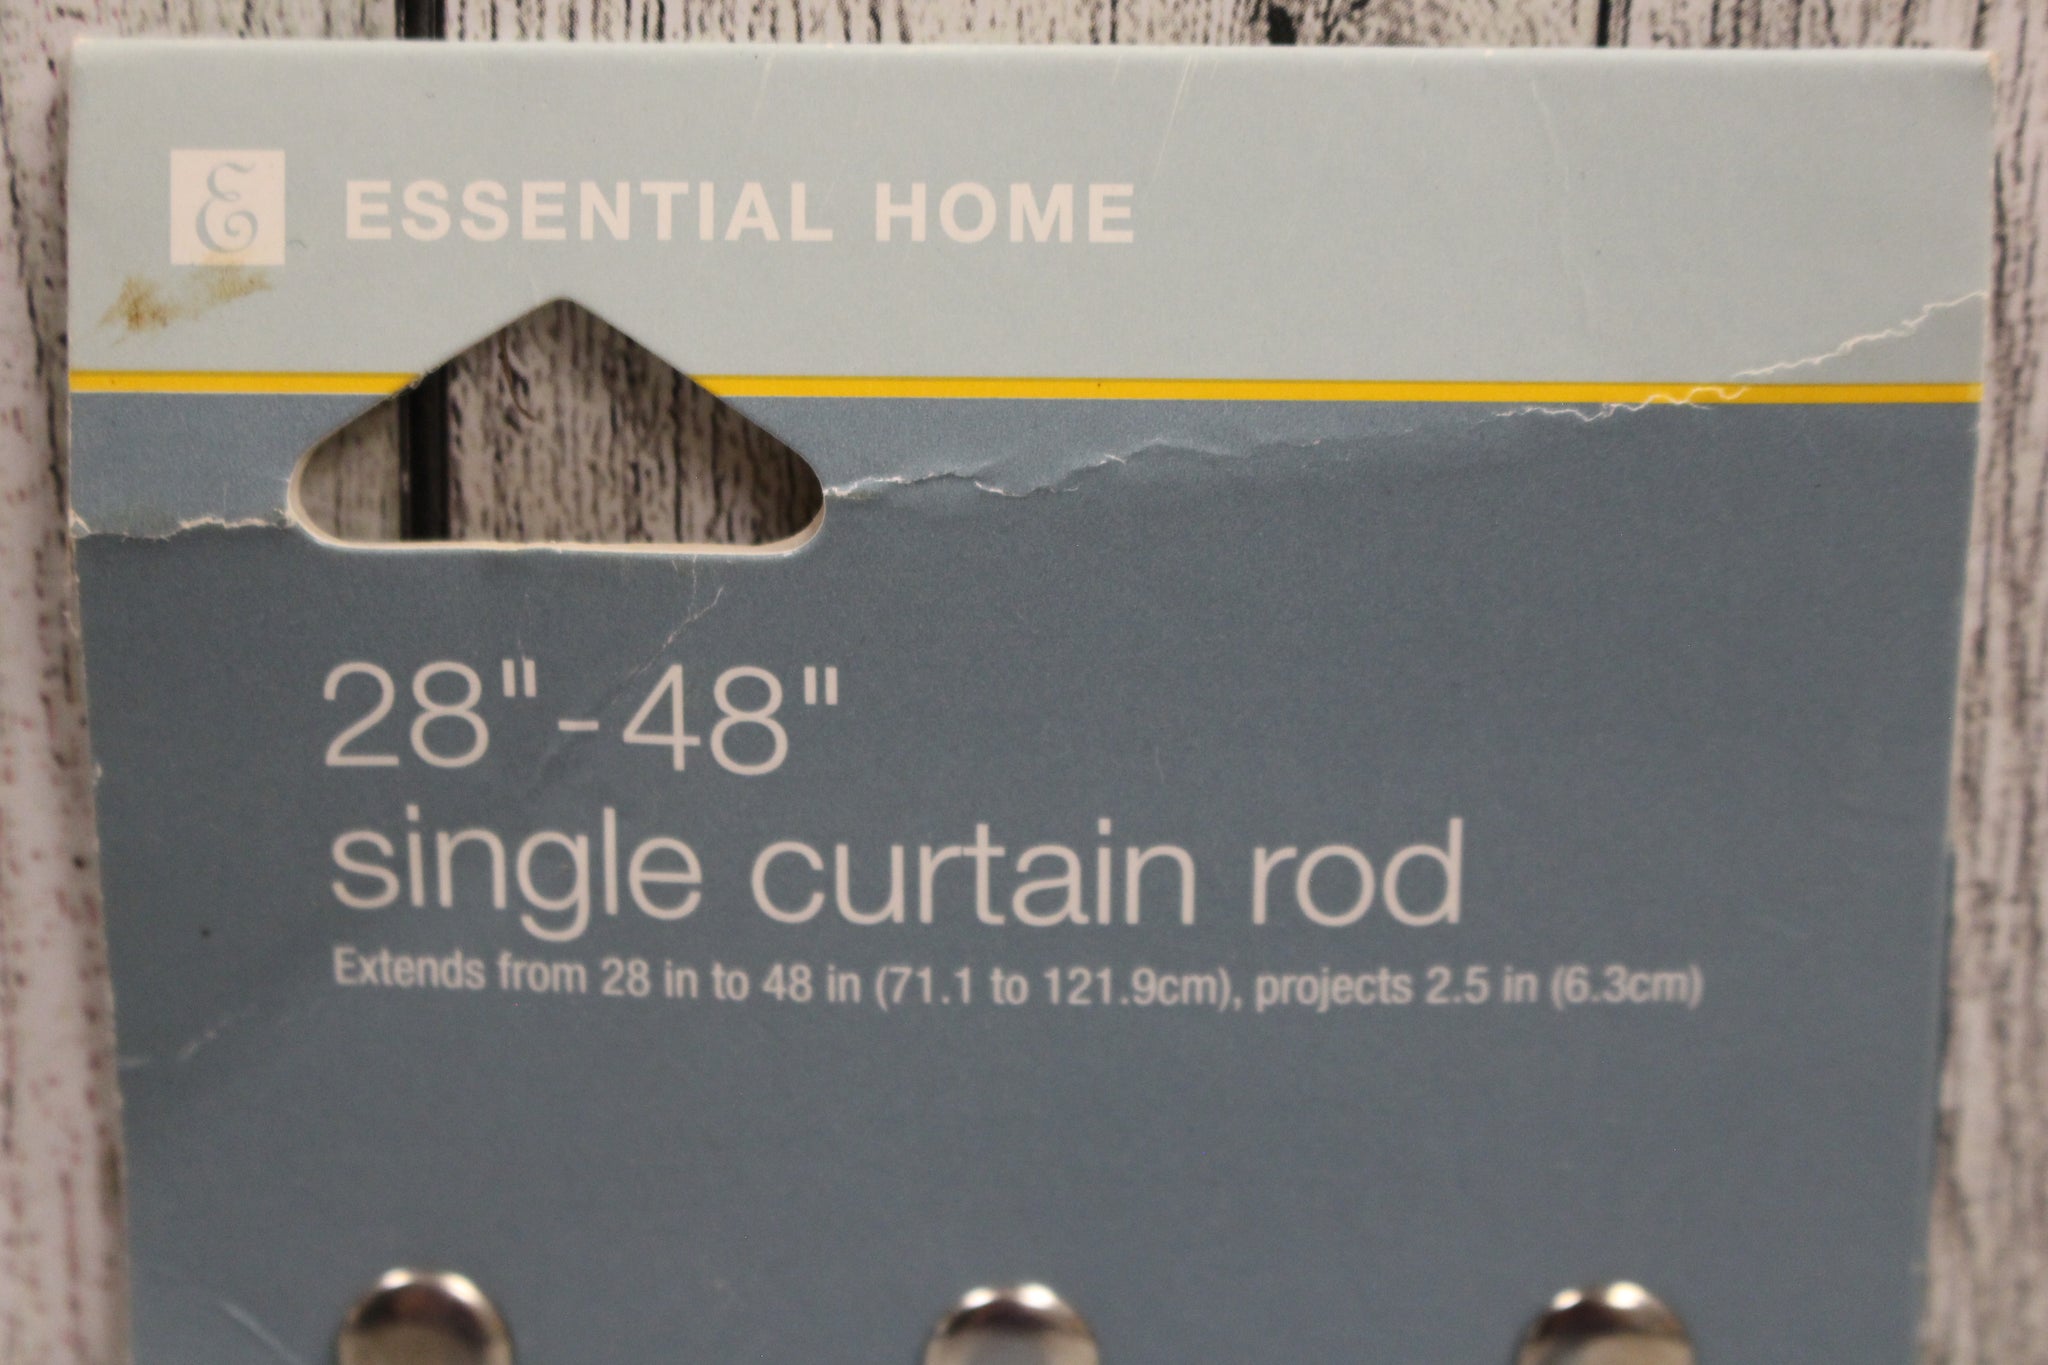 E ESSENTIAL HOME
28"-48"
single curtain rod
Extends from 28 in to 48 in (71.1 to 121.9cm), projects 2.5 in (6.3cm)